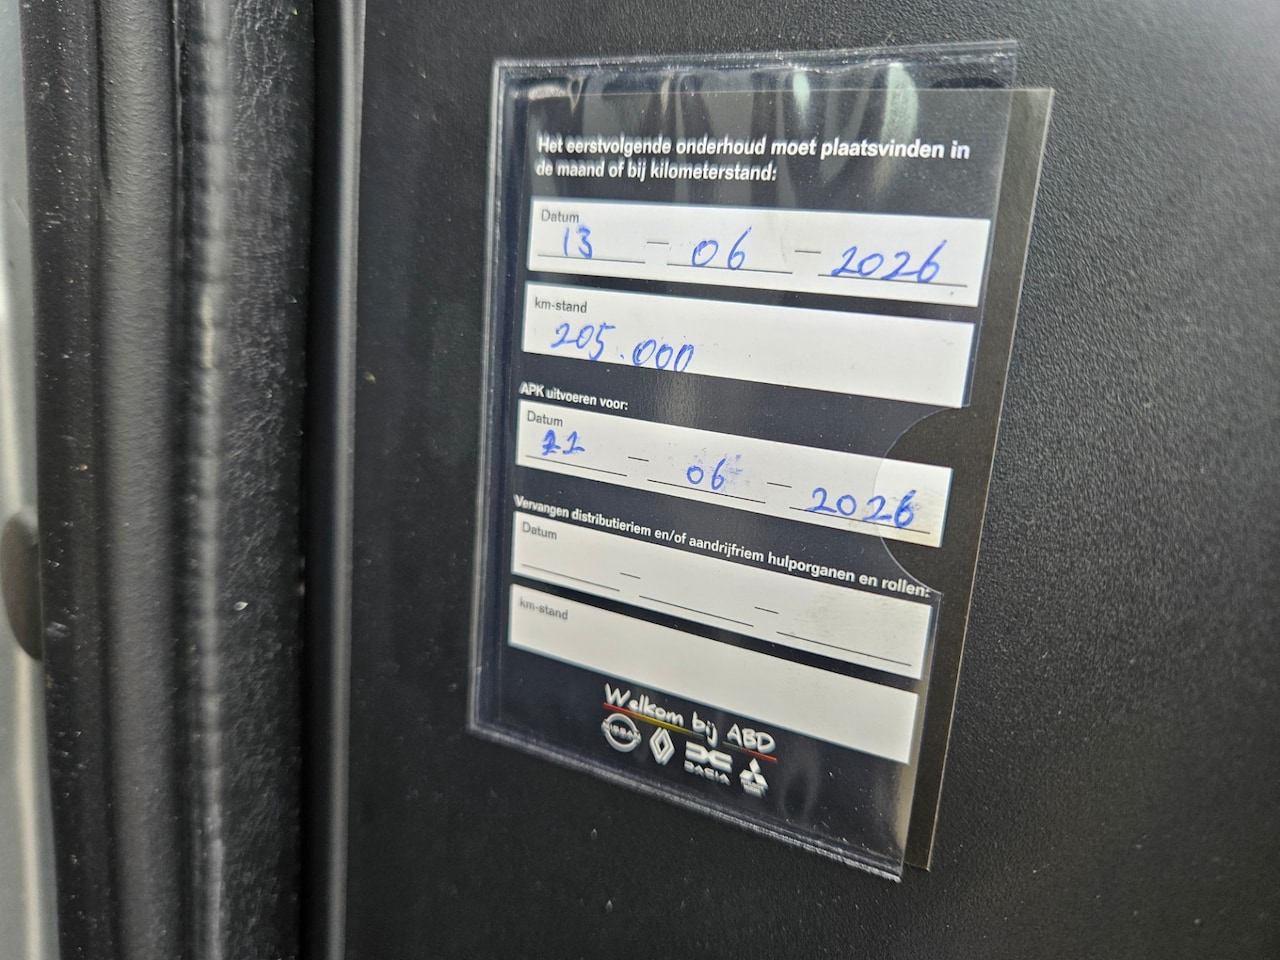 Het eerstvolgende onderhoud moet plaatsvinden in
de maand of bij kilometerstand:
Datum
13 - 06 - 2026
km-stand
205.000
APK uitvoeren voor:
Datum
- 06 - 2026
Vervangen distributieriem en/of aandrijfriem hulporganen en rollen:
Datum
- -
km-stand
Welkom bij ABD
NISSAN
DACIA